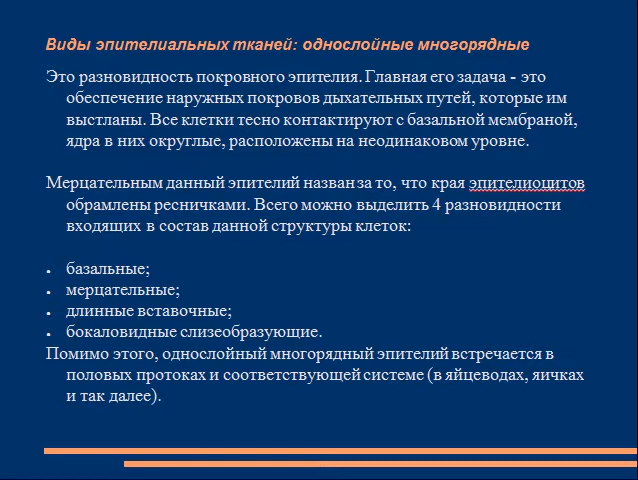 Виды эпителиальных тканей: однослойные многорядные
Это разновидность покровного эпителия. Главная его задача - это
обеспечение наружных покровов дыхательных путей, которые им
выстланы. Все клетки тесно контактируют с базальной мембраной,
ядра в них округлые, расположены на неодинаковом уровне.
Мерцательным данный эпителий назван за то, что края эпителиоцитов
обрамлены ресничками. Всего можно выделить 4 разновидности
входящих в состав данной структуры клеток:
● базальные;
● мерцательные;
● длинные вставочные;
● бокаловидные слизеобразующие.
Помимо этого, однослойный многорядный эпителий встречается в
половых протоках и соответствующей системе (в яйцеводах, яичках
и так далее).